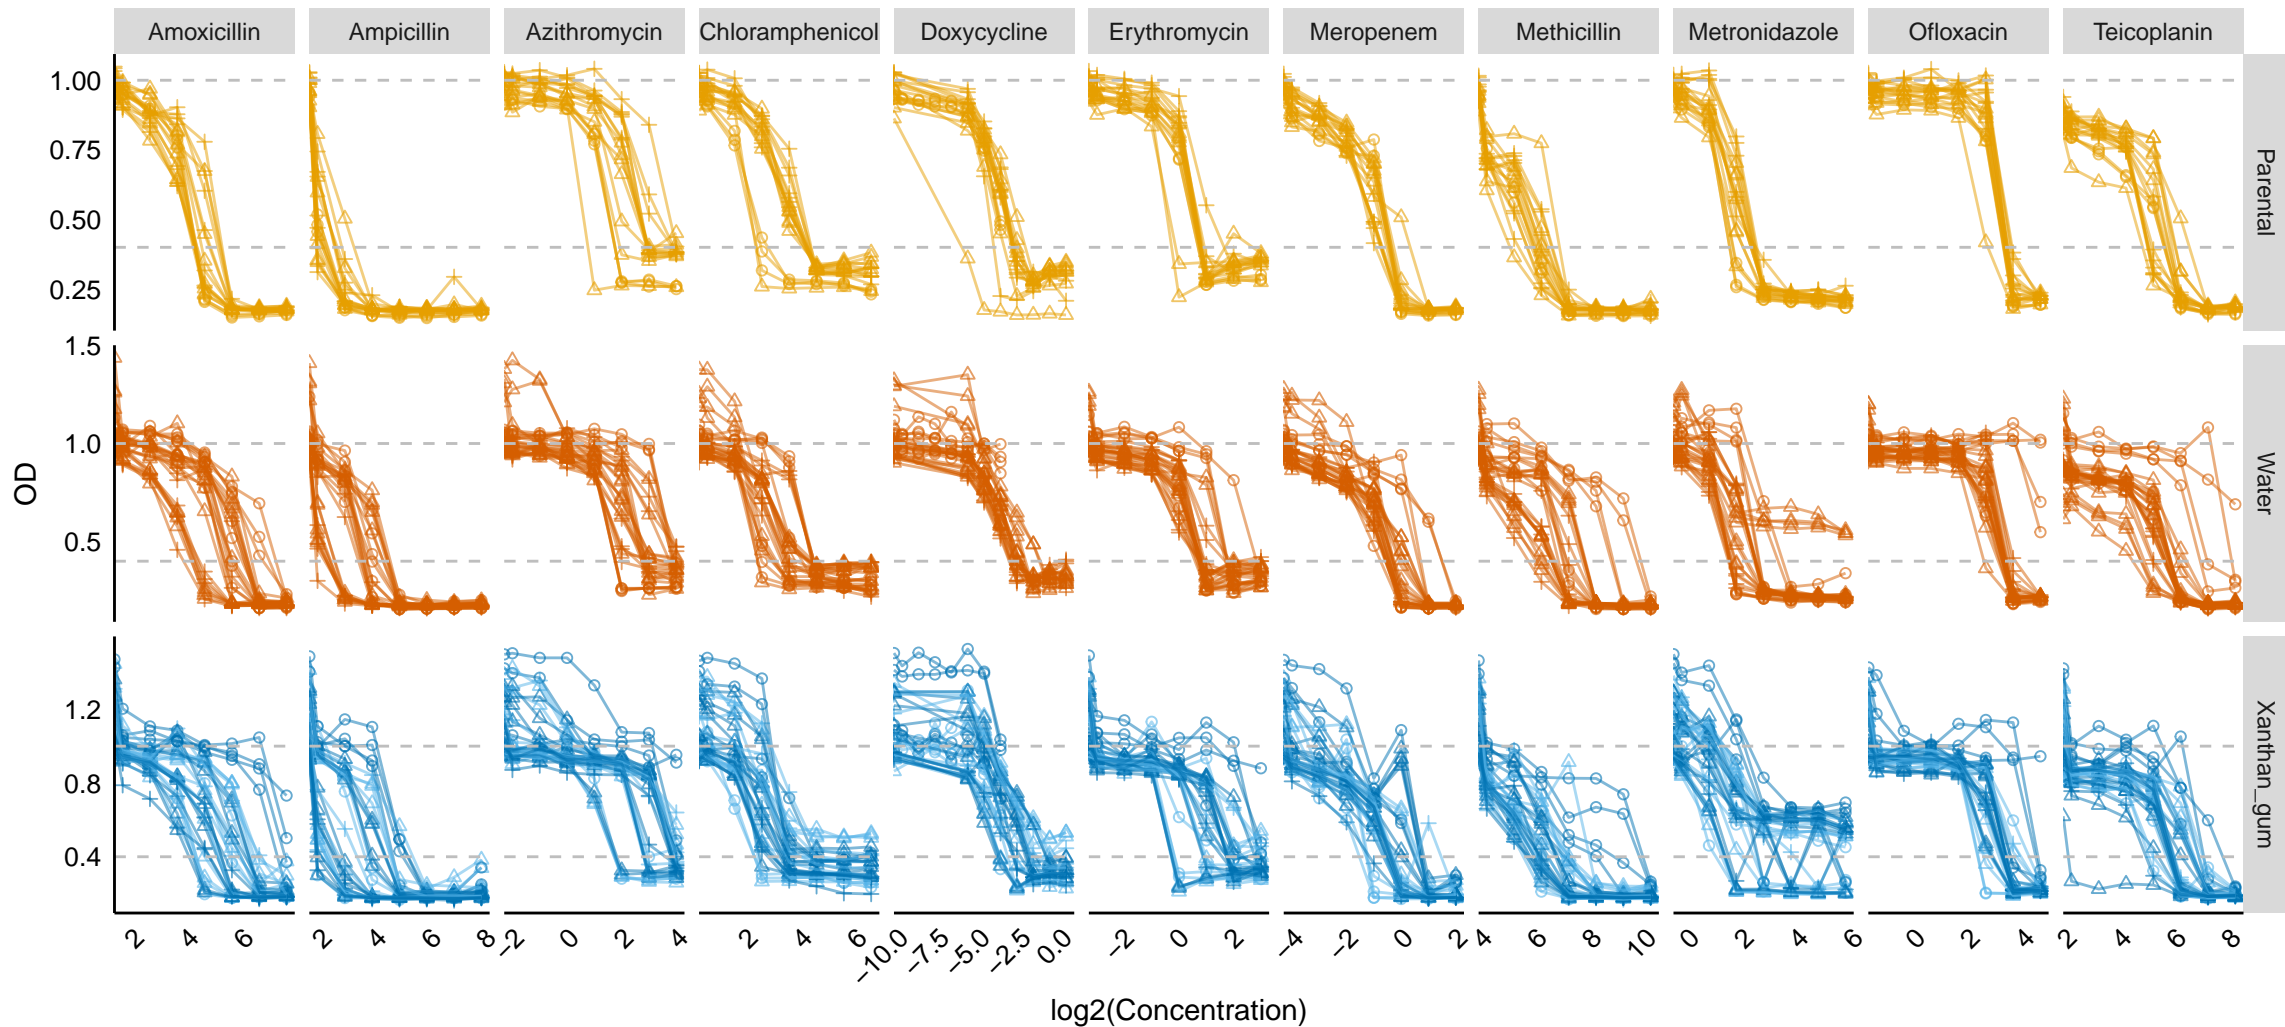 Amoxicillin Ampicillin Azithromycin Chloramphenicol Doxycycline Erythromycin Meropenem Methicillin Metronidazole Ofloxacin Teicoplanin
1.00
0.75
0.50
0.25
Parental
1.5
1.0
0.5
Water
OD
1.2
0.8
0.4
Xanthan_gum
2 4 6 2 4 6 8 −2 0 2 4 2 4 6 −10.0 −7.5 −5.0 −2.5 0.0 −2 0 2 −4 −2 0 2 4 6 8 10 0 2 4 6 0 2 4 2 4 6 8
log2(Concentration)